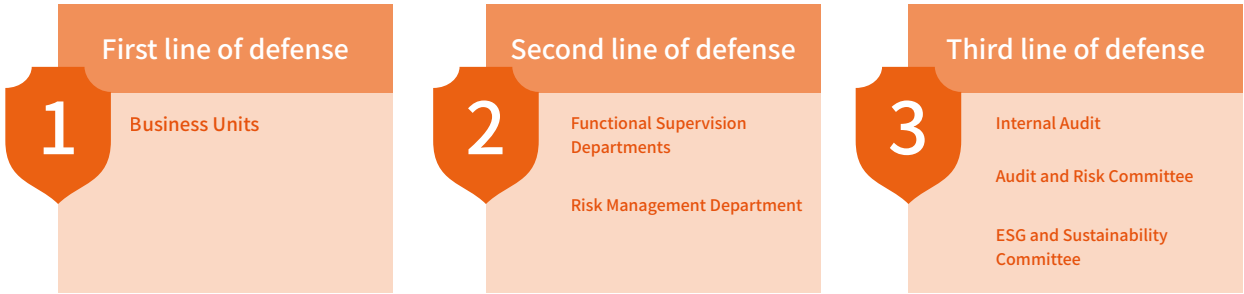 First line of defense
1
Business Units
Second line of defense
2
Functional Supervision
Departments
Risk Management Department
Third line of defense
3
Internal Audit
Audit and Risk Committee
ESG and Sustainability
Committee